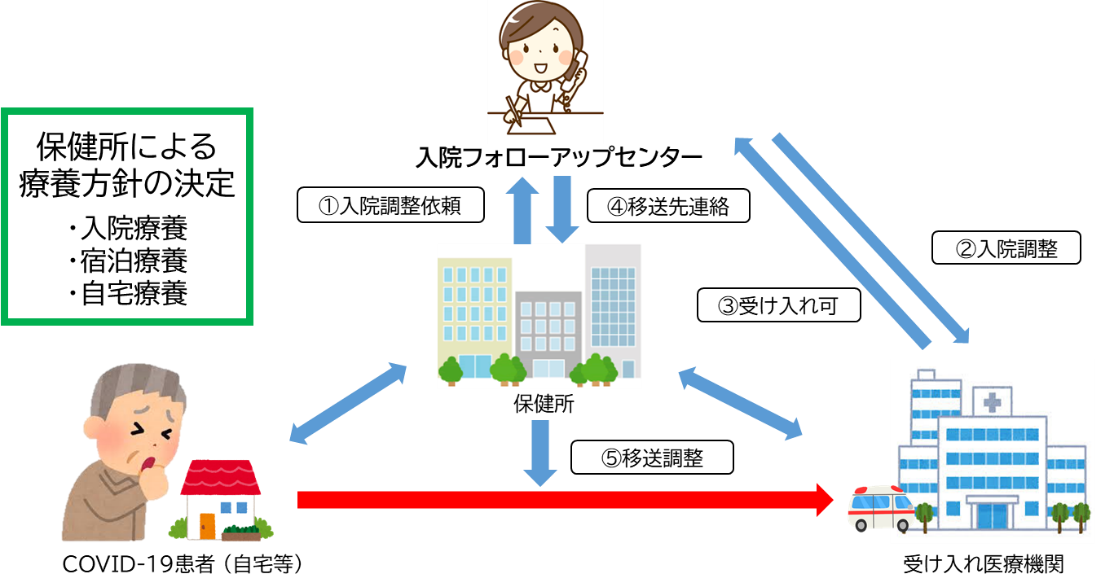 入院フォローアップセンター
保健所による
療養方針の決定
・入院療養
・宿泊療養
・自宅療養
①入院調整依頼
④移送先連絡
②入院調整
③受け入れ可
保健所
⑤移送調整
COVID-19患者（自宅等）
受け入れ医療機関